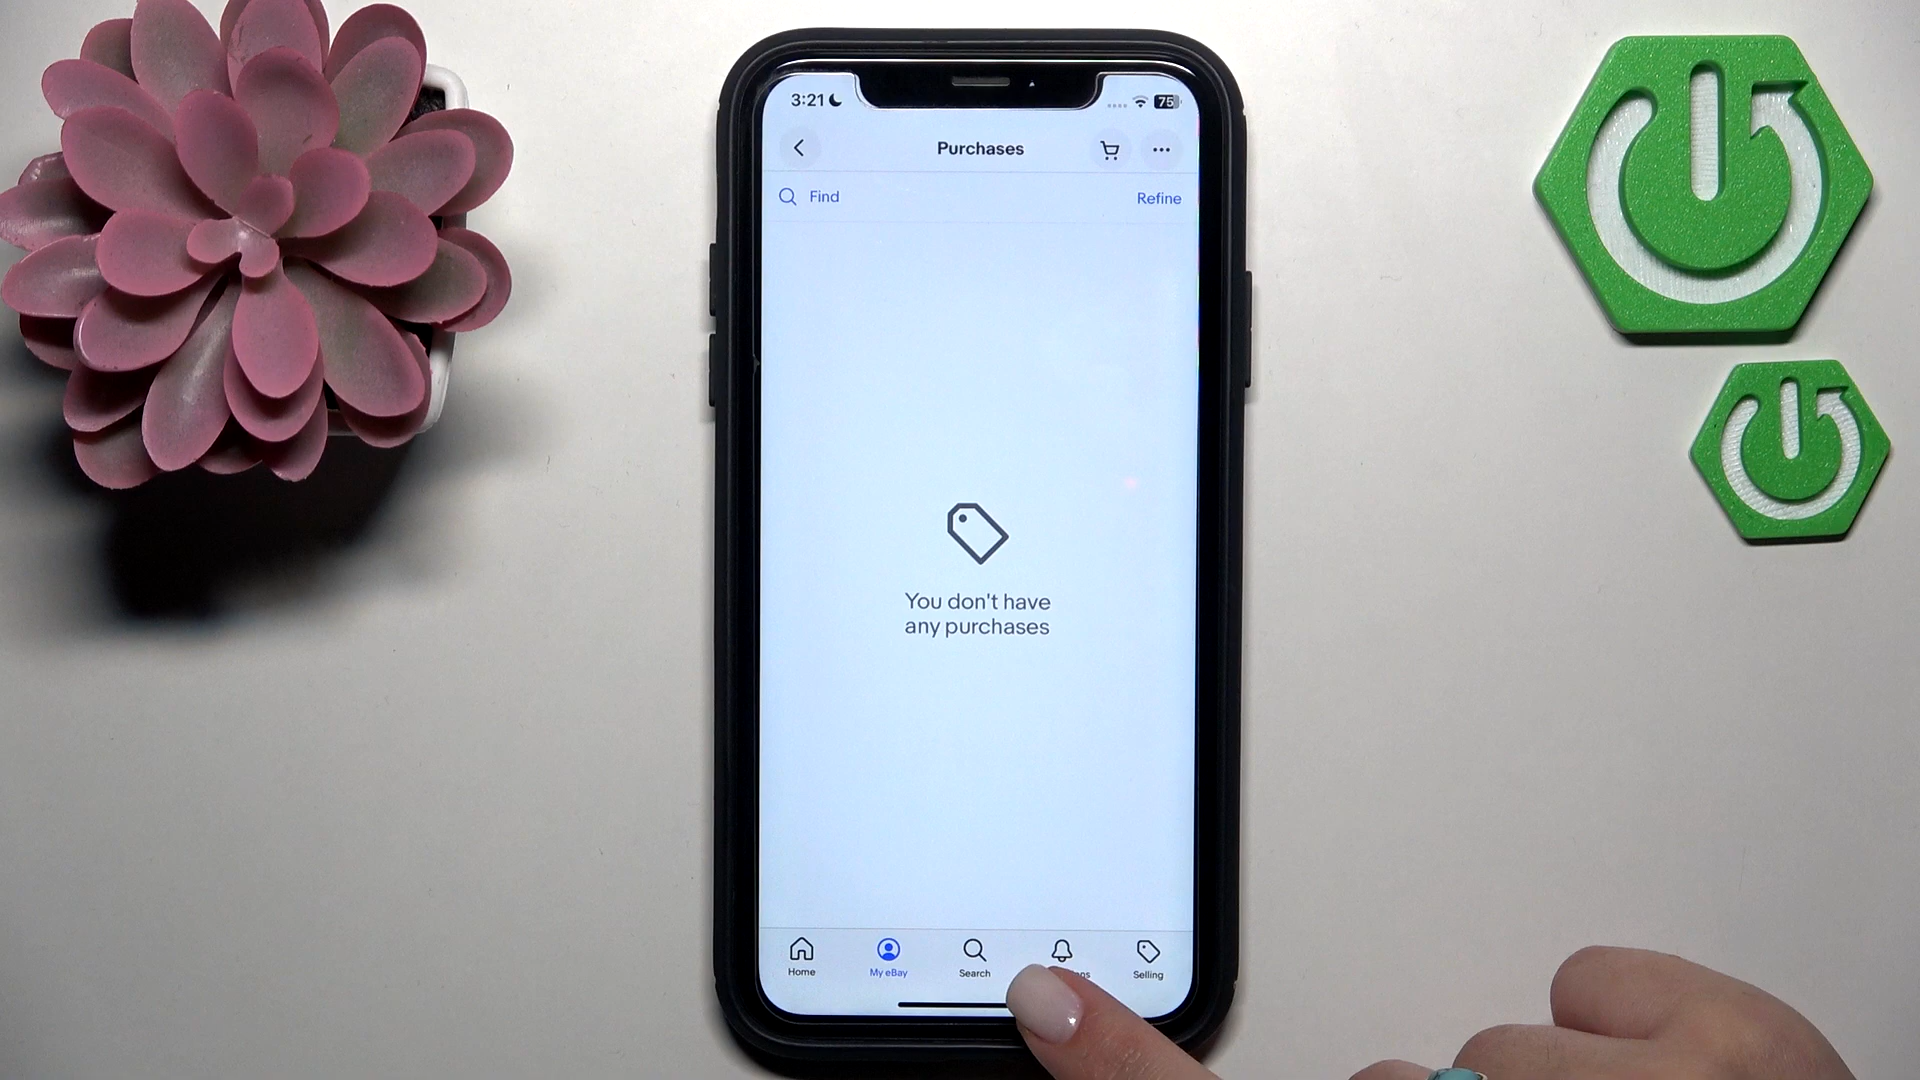 3:21
75
Purchases
Find
Refine
You don't have
any purchases
Home
My eBay
Search
Selling